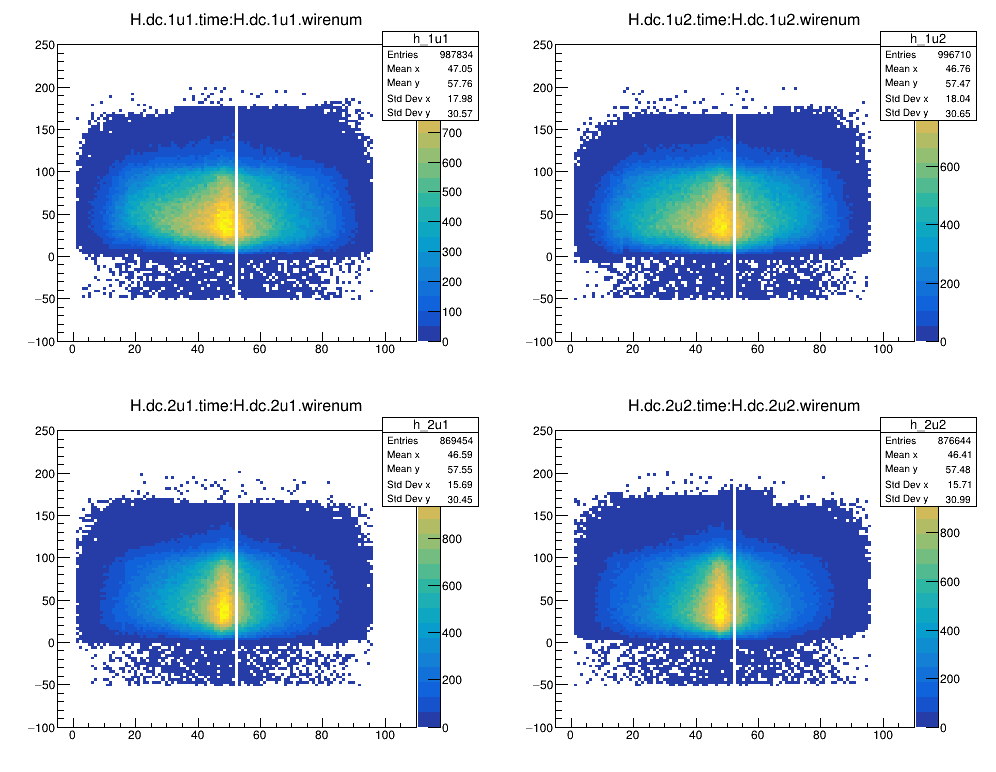 H.dc.1u1.time:H.dc.1u1.wirenum
h_1u1
Entries 987834
Mean x 47.05
Mean y 57.76
Std Dev x 17.98
Std Dev y 30.57
250
200
150
100
50
0
−50
−100
0 20 40 60 80 100
700
600
500
400
300
200
100
0
H.dc.1u2.time:H.dc.1u2.wirenum
h_1u2
Entries 996710
Mean x 46.76
Mean y 57.47
Std Dev x 18.04
Std Dev y 30.65
250
200
150
100
50
0
−50
−100
0 20 40 60 80 100
600
400
200
0
H.dc.2u1.time:H.dc.2u1.wirenum
h_2u1
Entries 869454
Mean x 46.59
Mean y 57.55
Std Dev x 15.69
Std Dev y 30.45
250
200
150
100
50
0
−50
−100
0 20 40 60 80 100
800
600
400
200
0
H.dc.2u2.time:H.dc.2u2.wirenum
h_2u2
Entries 876644
Mean x 46.41
Mean y 57.48
Std Dev x 15.71
Std Dev y 30.99
250
200
150
100
50
0
−50
−100
0 20 40 60 80 100
800
600
400
200
0